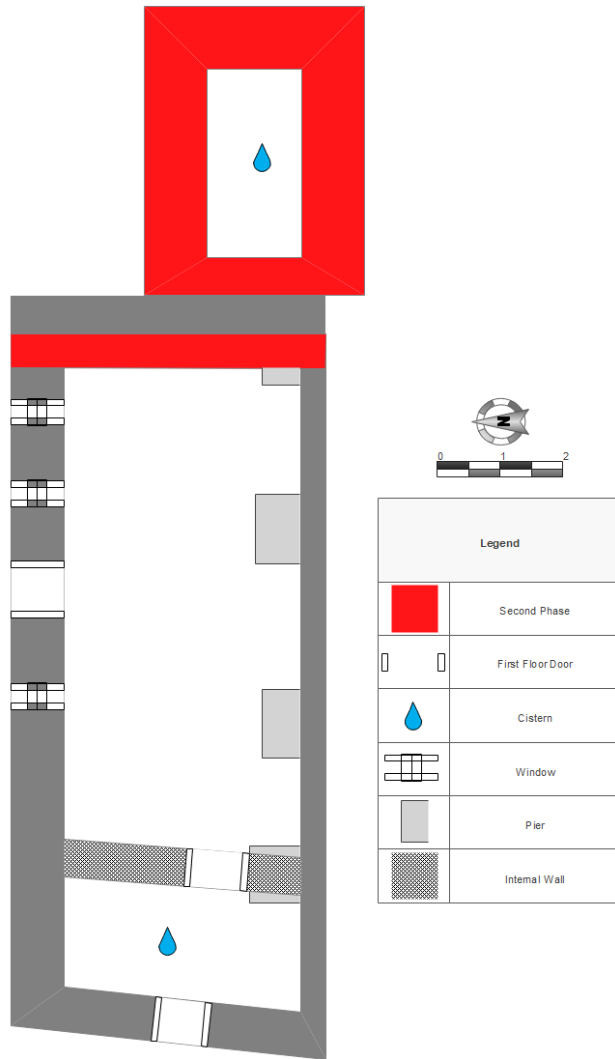 N
0 1 2
Legend
Second Phase
First Floor Door
Cistern
Window
Pier
Internal Wall